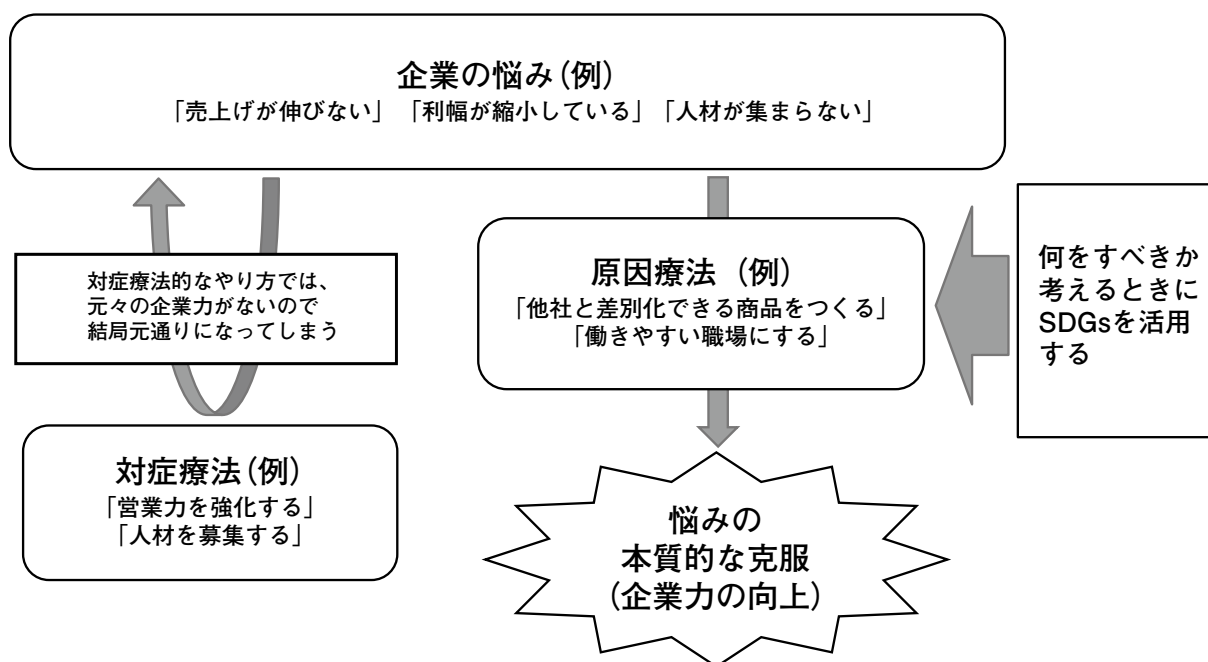 企業の悩み(例)
「売上げが伸びない」「利幅が縮小している」「人材が集まらない」
対症療法的なやり方では、
元々の企業力がないので
結局元通りになってしまう
対症療法(例)
「営業力を強化する」
「人材を募集する」
原因療法(例)
「他社と差別化できる商品をつくる」
「働きやすい職場にする」
何をすべきか
考えるときに
SDGsを活用
する
悩みの
本質的な克服
(企業力の向上)